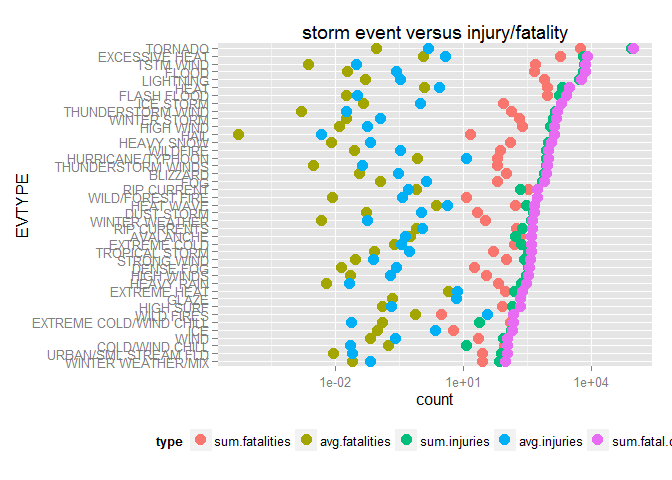 storm event versus injury/fatality
EVTYPE
TORNADO
EXCESSIVE HEAT
TSTM WIND
FLOOD
LIGHTNING
HEAT
FLASH FLOOD
ICE STORM
THUNDERSTORM WIND
WINTER STORM
HIGH WIND
HAIL
HEAVY SNOW
WILDFIRE
HURRICANE/TYPHOON
THUNDERSTORM WINDS
BLIZZARD
FOG
RIP CURRENT
WILD/FOREST FIRE
HEAT WAVE
DUST STORM
WINTER WEATHER
RIP CURRENTS
AVALANCHE
EXTREME COLD
TROPICAL STORM
STRONG WIND
DENSE FOG
HIGH WINDS
HEAVY RAIN
EXTREME HEAT
GLAZE
HIGH SURF
WILD FIRES
EXTREME COLD/WIND CHILL
ICE
WIND
COLD/WIND CHILL
URBAN/SML STREAM FLD
WINTER WEATHER/MIX
1e-02 1e+01 1e+04
count
type sum.fatalities avg.fatalities sum.injuries avg.injuries sum.fatal.